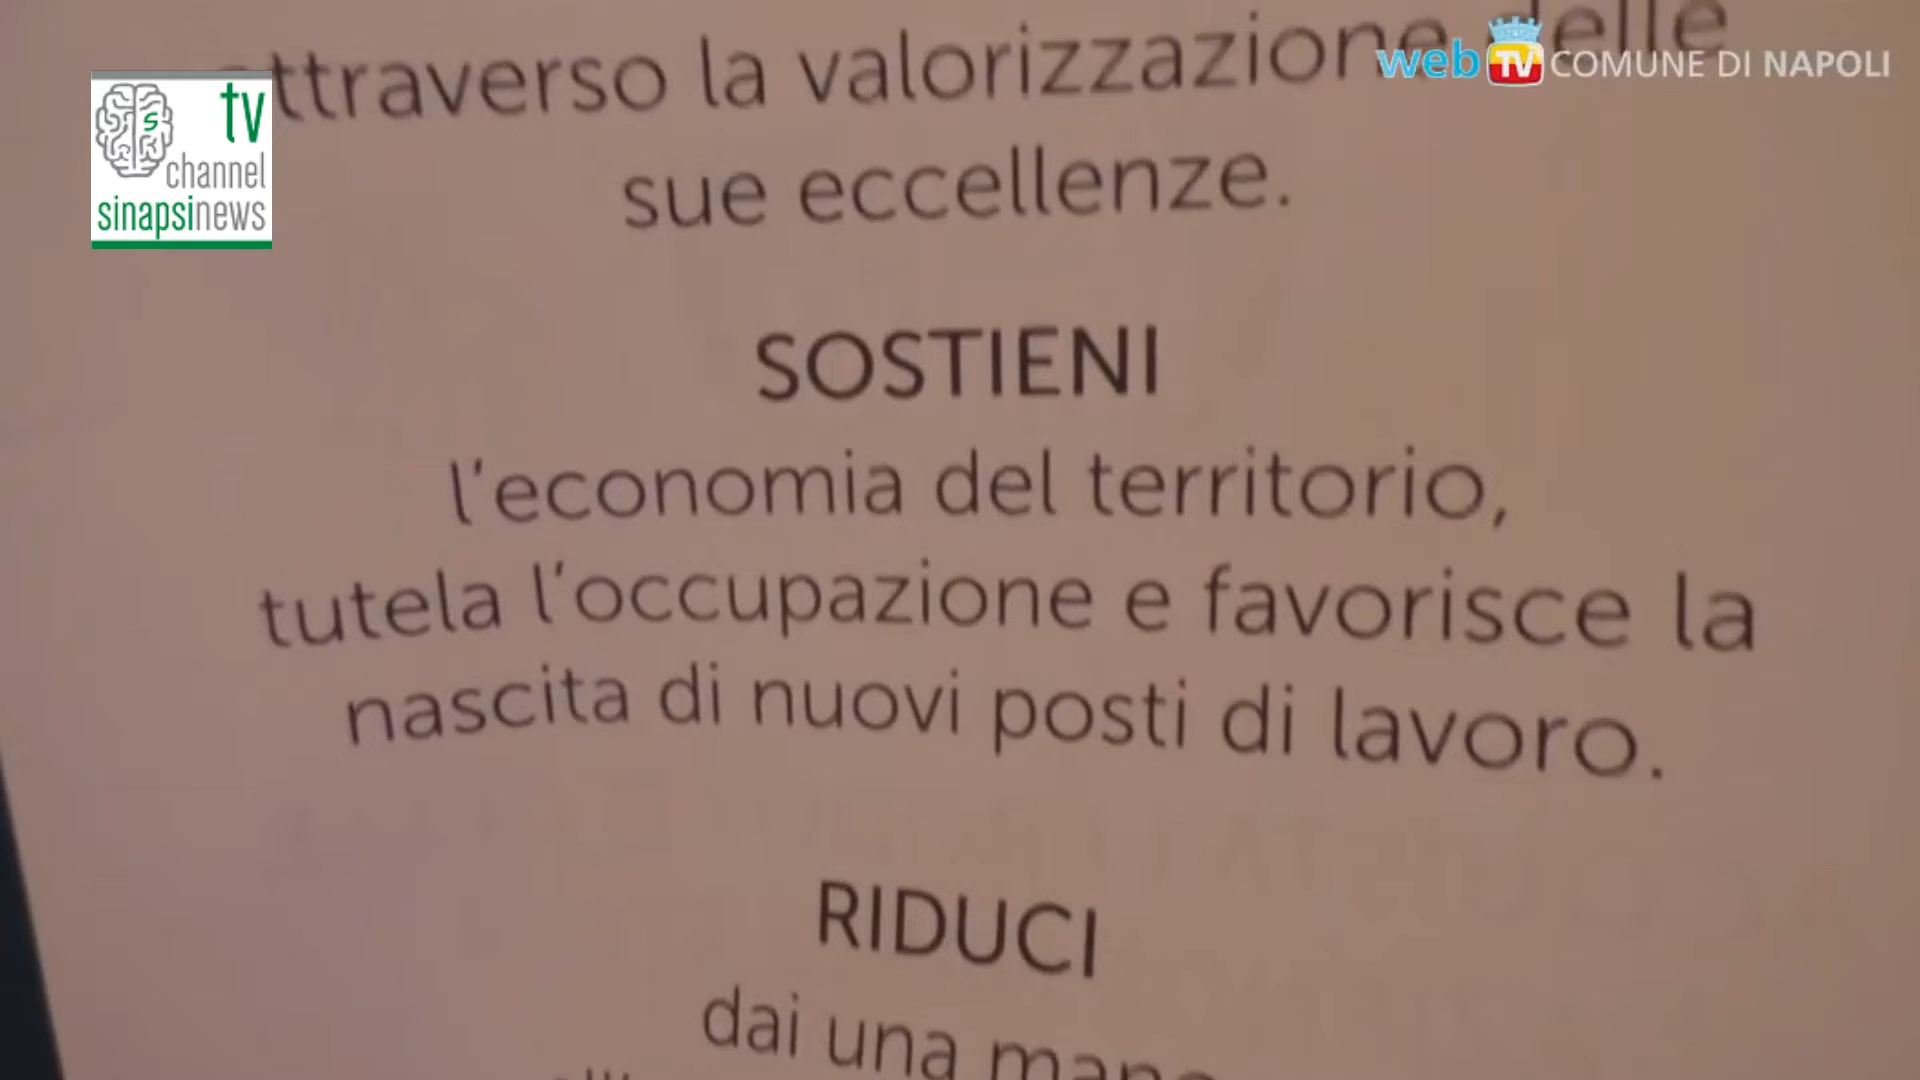 attraverso la valorizzazione delle
sue eccellenze.
SOSTIENI
l'economia del territorio,
tutela l'occupazione e favorisce la
nascita di nuovi posti di lavoro.
RIDUCI
dai una mano
web TV COMUNE DI NAPOLI
S tv
channel
sinapsinews